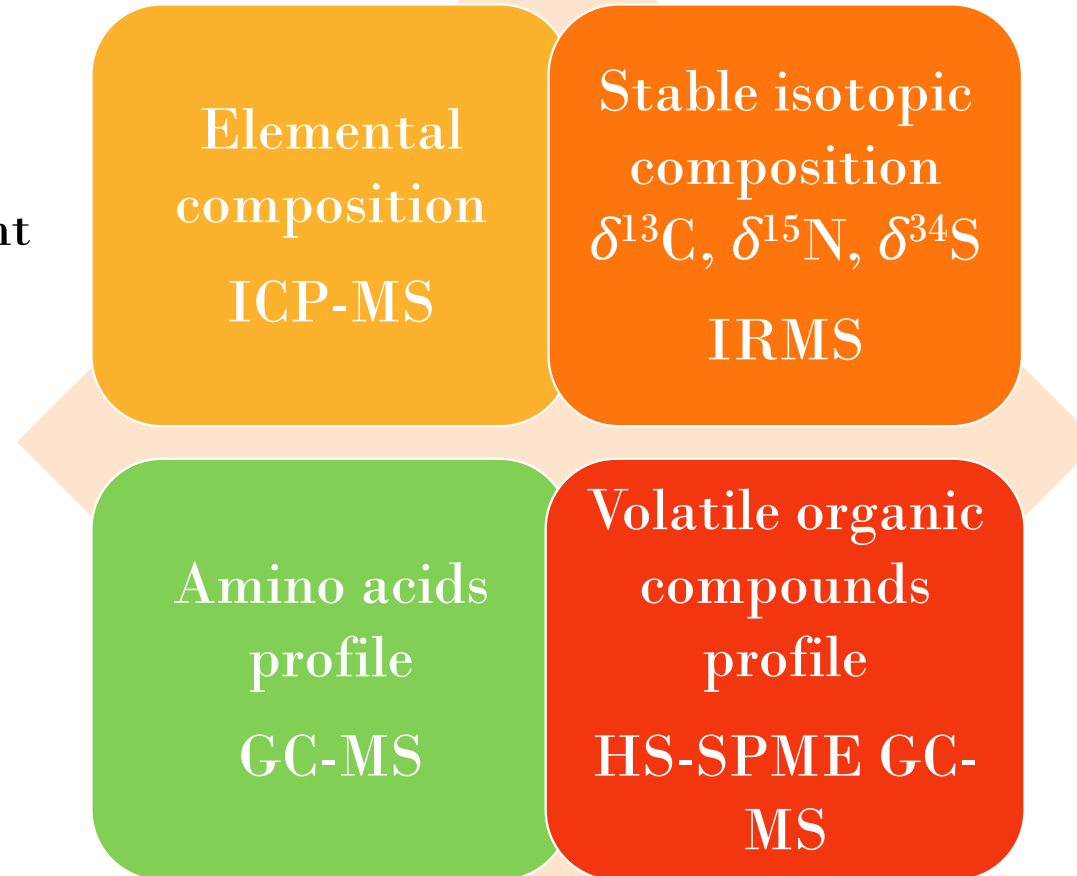 Elemental
composition
ICP-MS
Stable isotopic
composition
δ¹³C, δ¹⁵N, δ³⁴S
IRMS
Amino acids
profile
GC-MS
Volatile organic
compounds
profile
HS-SPME GC-
MS